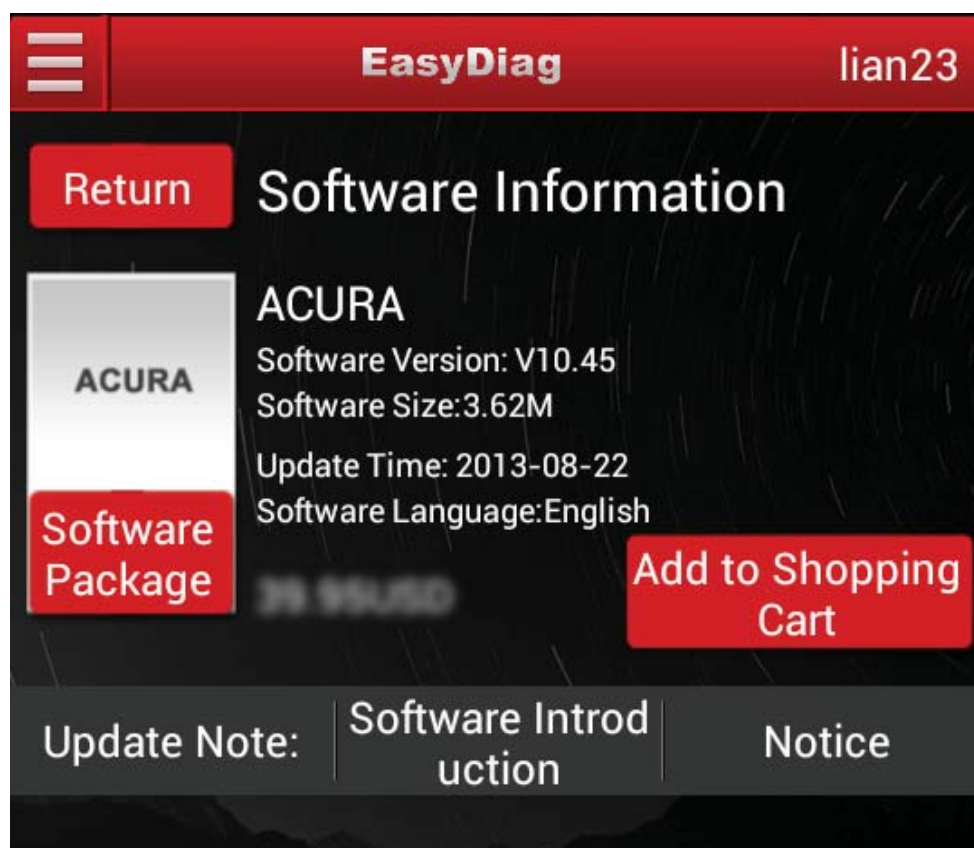 EasyDiag
lian23
Return
Software Information
ACURA
ACURA
Software Version: V10.45
Software Size:3.62M
Update Time: 2013-08-22
Software Language:English
Software
Package
Add to Shopping
Cart
Update Note:
Software Introd
uction
Notice